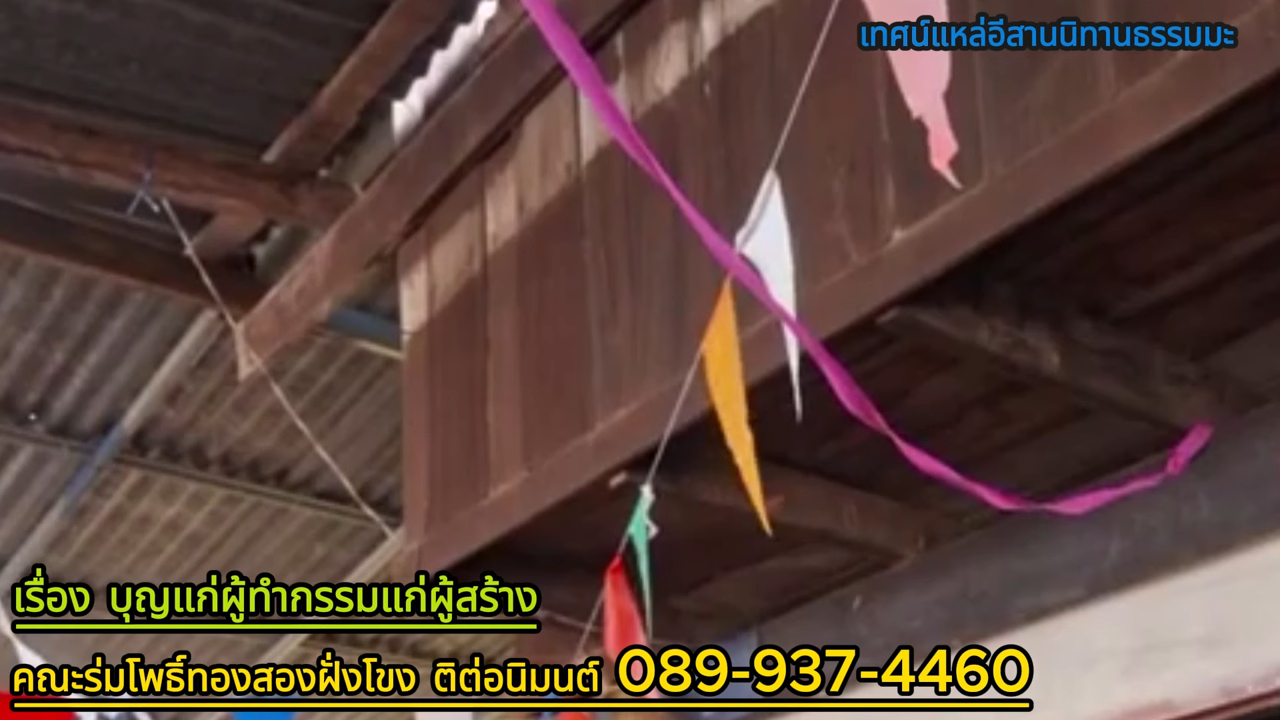 เทศน์แหล่อีสานนิทานธรรมมะ
เรื่อง บุญแก่ผู้ทำกรรมแก่ผู้สร้าง
คณะร่มโพธิ์ทองสองฝั่งโขง ติต่อนิมนต์ 089-937-4460